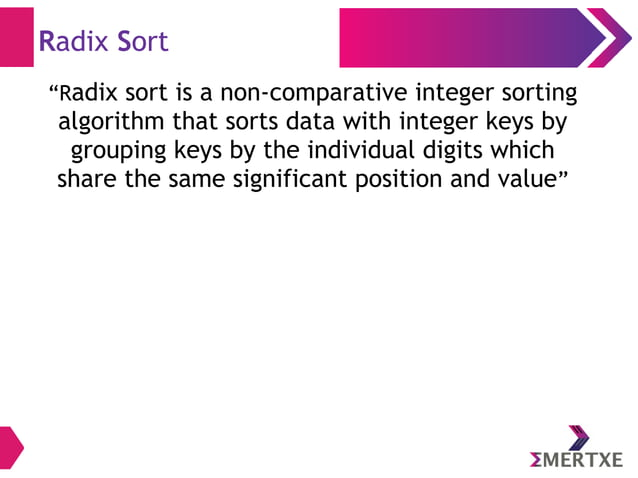 Radix Sort
“Radix sort is a non-comparative integer sorting
algorithm that sorts data with integer keys by
grouping keys by the individual digits which
share the same significant position and value”
EMERTXE